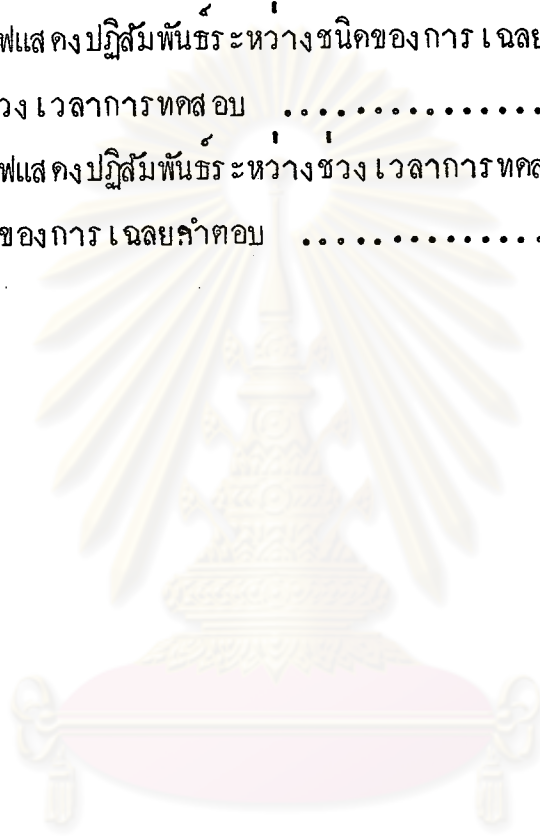 ฟแสดงปฏิสัมพันธ์ระหว่างชนิดของการเฉลย
วงเวลาการทดสอบ ................
ฟแสดงปฏิสัมพันธ์ระหว่างช่วงเวลาการทดส
ของการเฉลยคำตอบ ...............